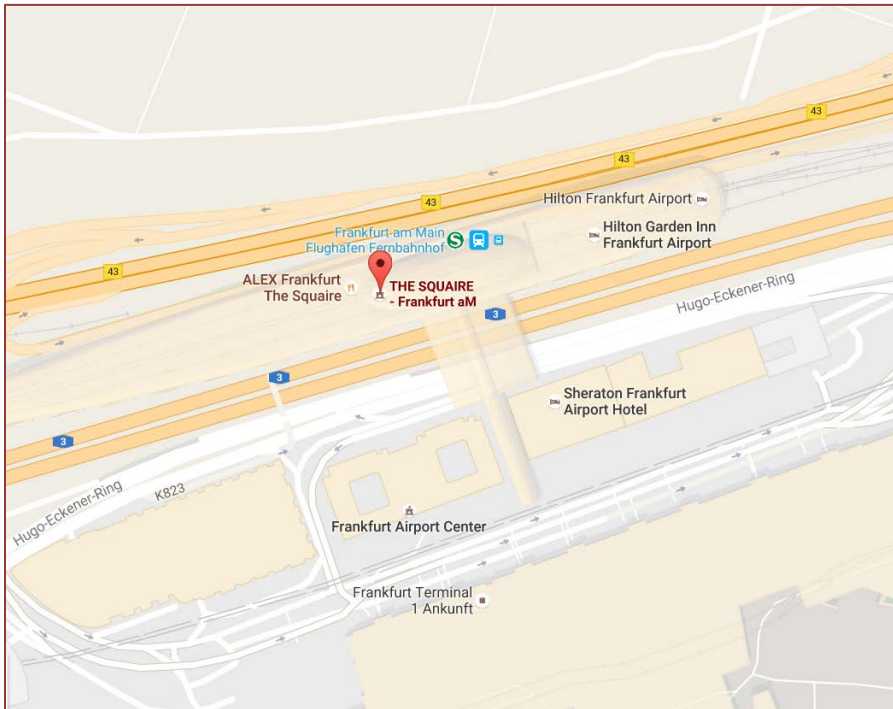 43
43
Hilton Frankfurt Airport
43
Hilton Garden Inn
Frankfurt Airport
Frankfurt am Main
Flughafen Fernbahnhof
S
43
ALEX Frankfurt
The Squaire
THE SQUAIRE
- Frankfurt aM
Hugo-Eckener-Ring
3
3
3
Sheraton Frankfurt
Airport Hotel
Hugo-Eckener-Ring
K823
Frankfurt Airport Center
Frankfurt Terminal
1 Ankunft